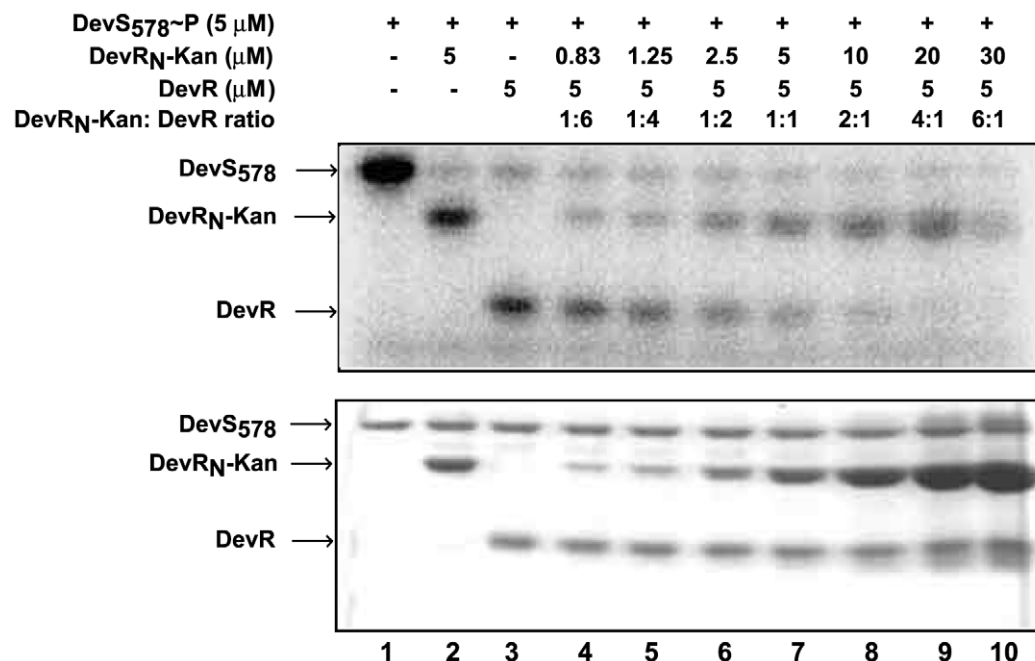 DevS578~P (5 µM) + + + + + + + + + +
DevRN-Kan (µM) - 5 - 0.83 1.25 2.5 5 10 20 30
DevR (µM) - - 5 5 5 5 5 5 5 5
DevRN-Kan: DevR ratio 1:6 1:4 1:2 1:1 2:1 4:1 6:1
DevS578
DevRN-Kan
DevR
DevS578
DevRN-Kan
DevR
1 2 3 4 5 6 7 8 9 10